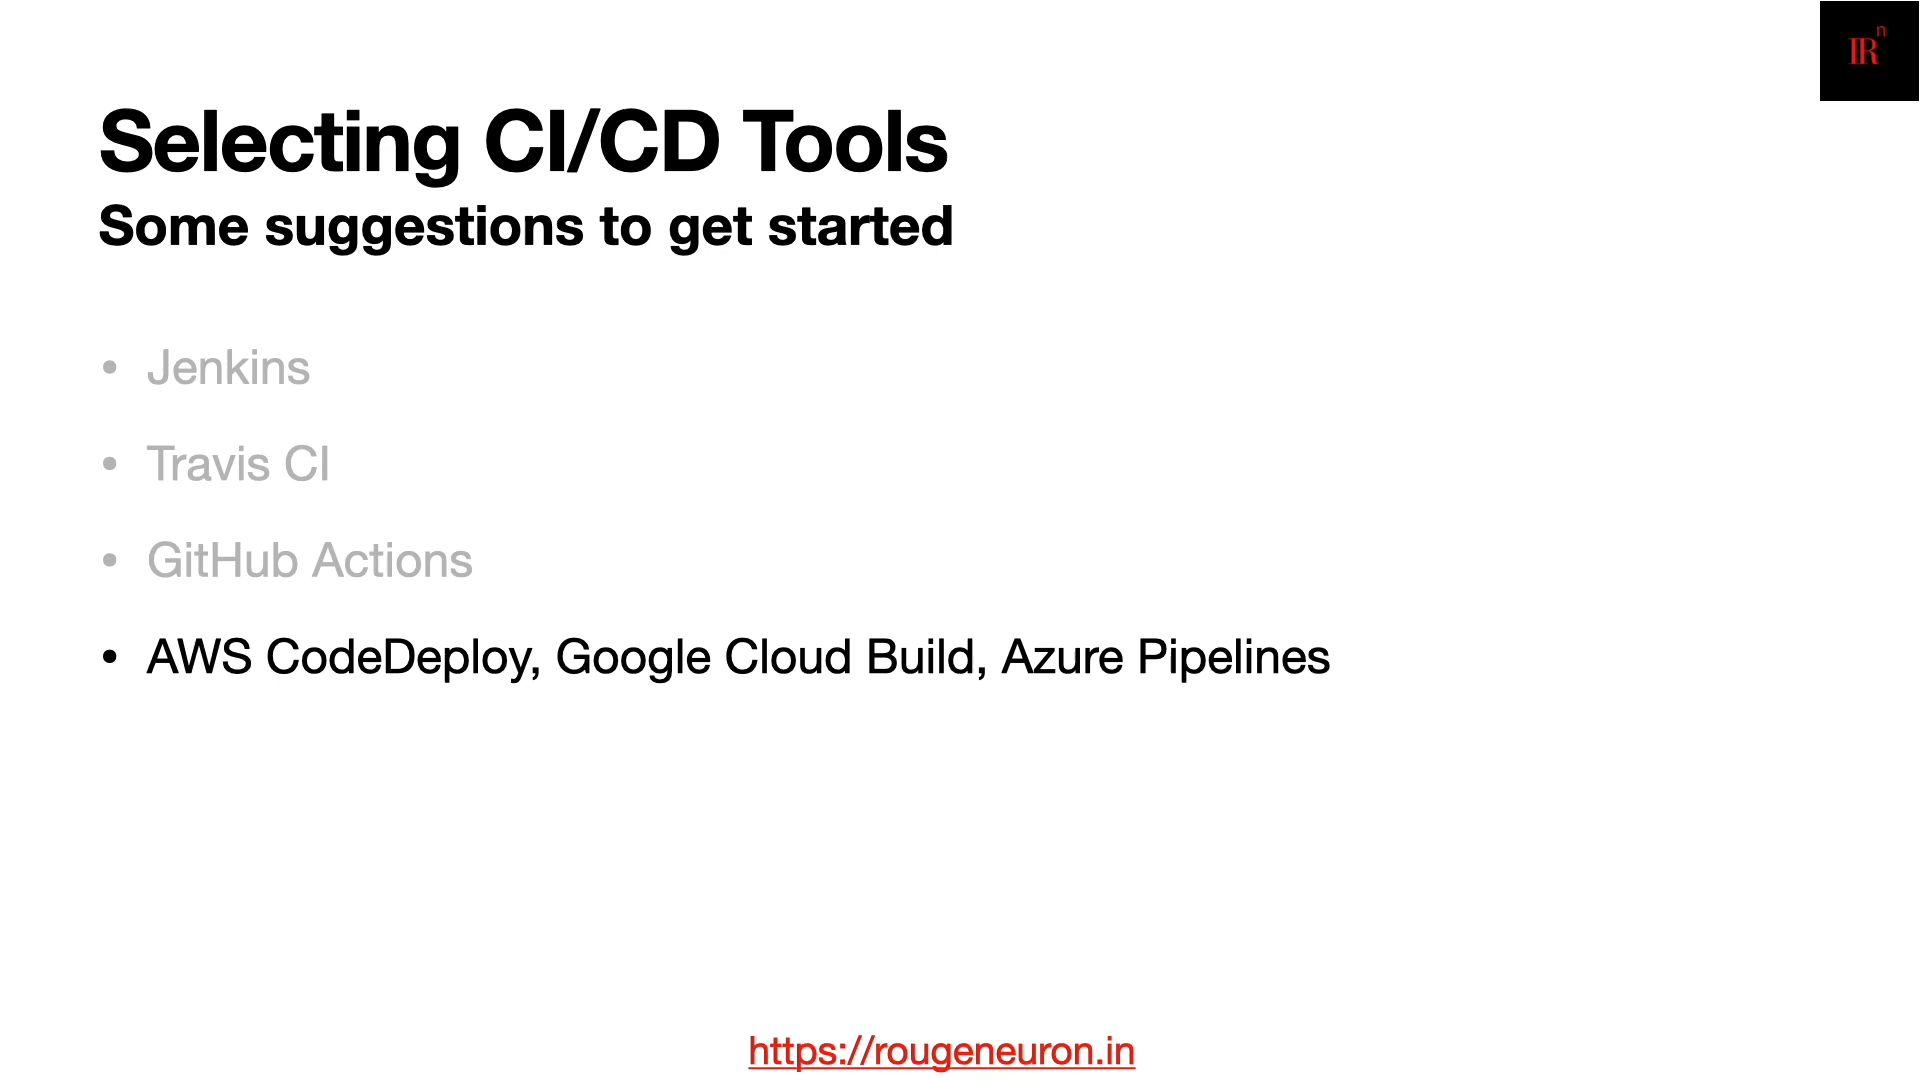 IRn
Selecting CI/CD Tools
Some suggestions to get started
• Jenkins
• Travis CI
• GitHub Actions
• AWS CodeDeploy, Google Cloud Build, Azure Pipelines
https://rougeneuron.in